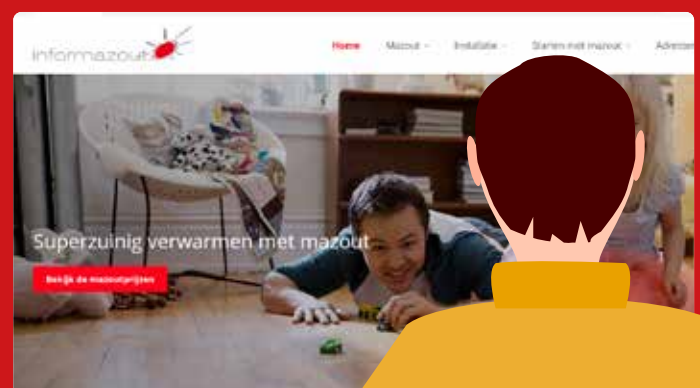 informazout
Home Mazout Installatie Starten met mazout
Superzuinig verwarmen met mazout
Bekijk de mazoutprijzen